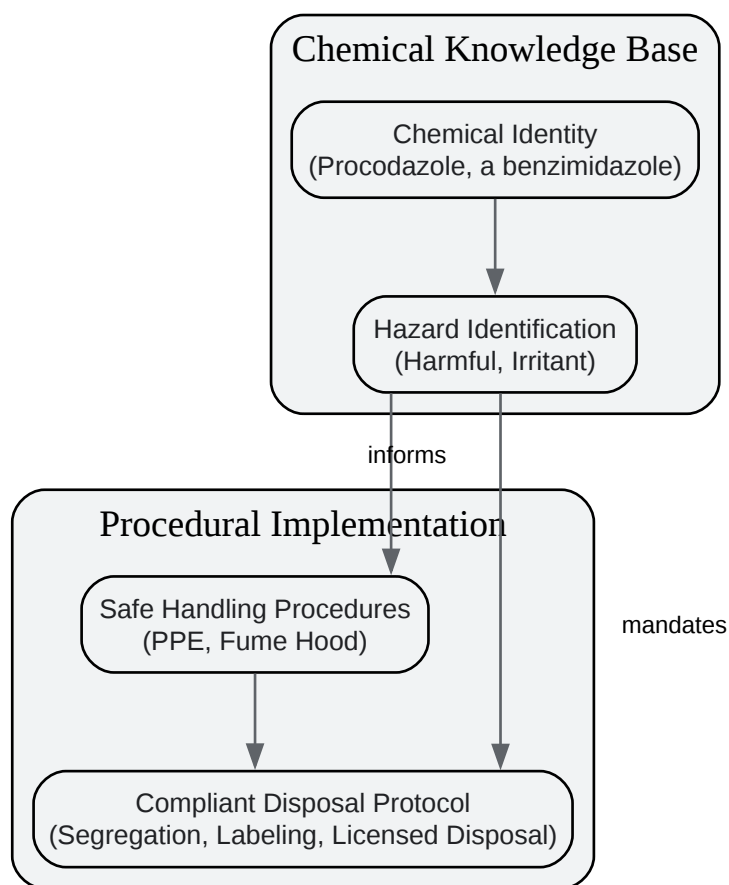 Chemical Knowledge Base
Chemical Identity
(Procodazole, a benzimidazole)
Hazard Identification
(Harmful, Irritant)
informs
Procedural Implementation
Safe Handling Procedures
(PPE, Fume Hood)
mandates
Compliant Disposal Protocol
(Segregation, Labeling, Licensed Disposal)